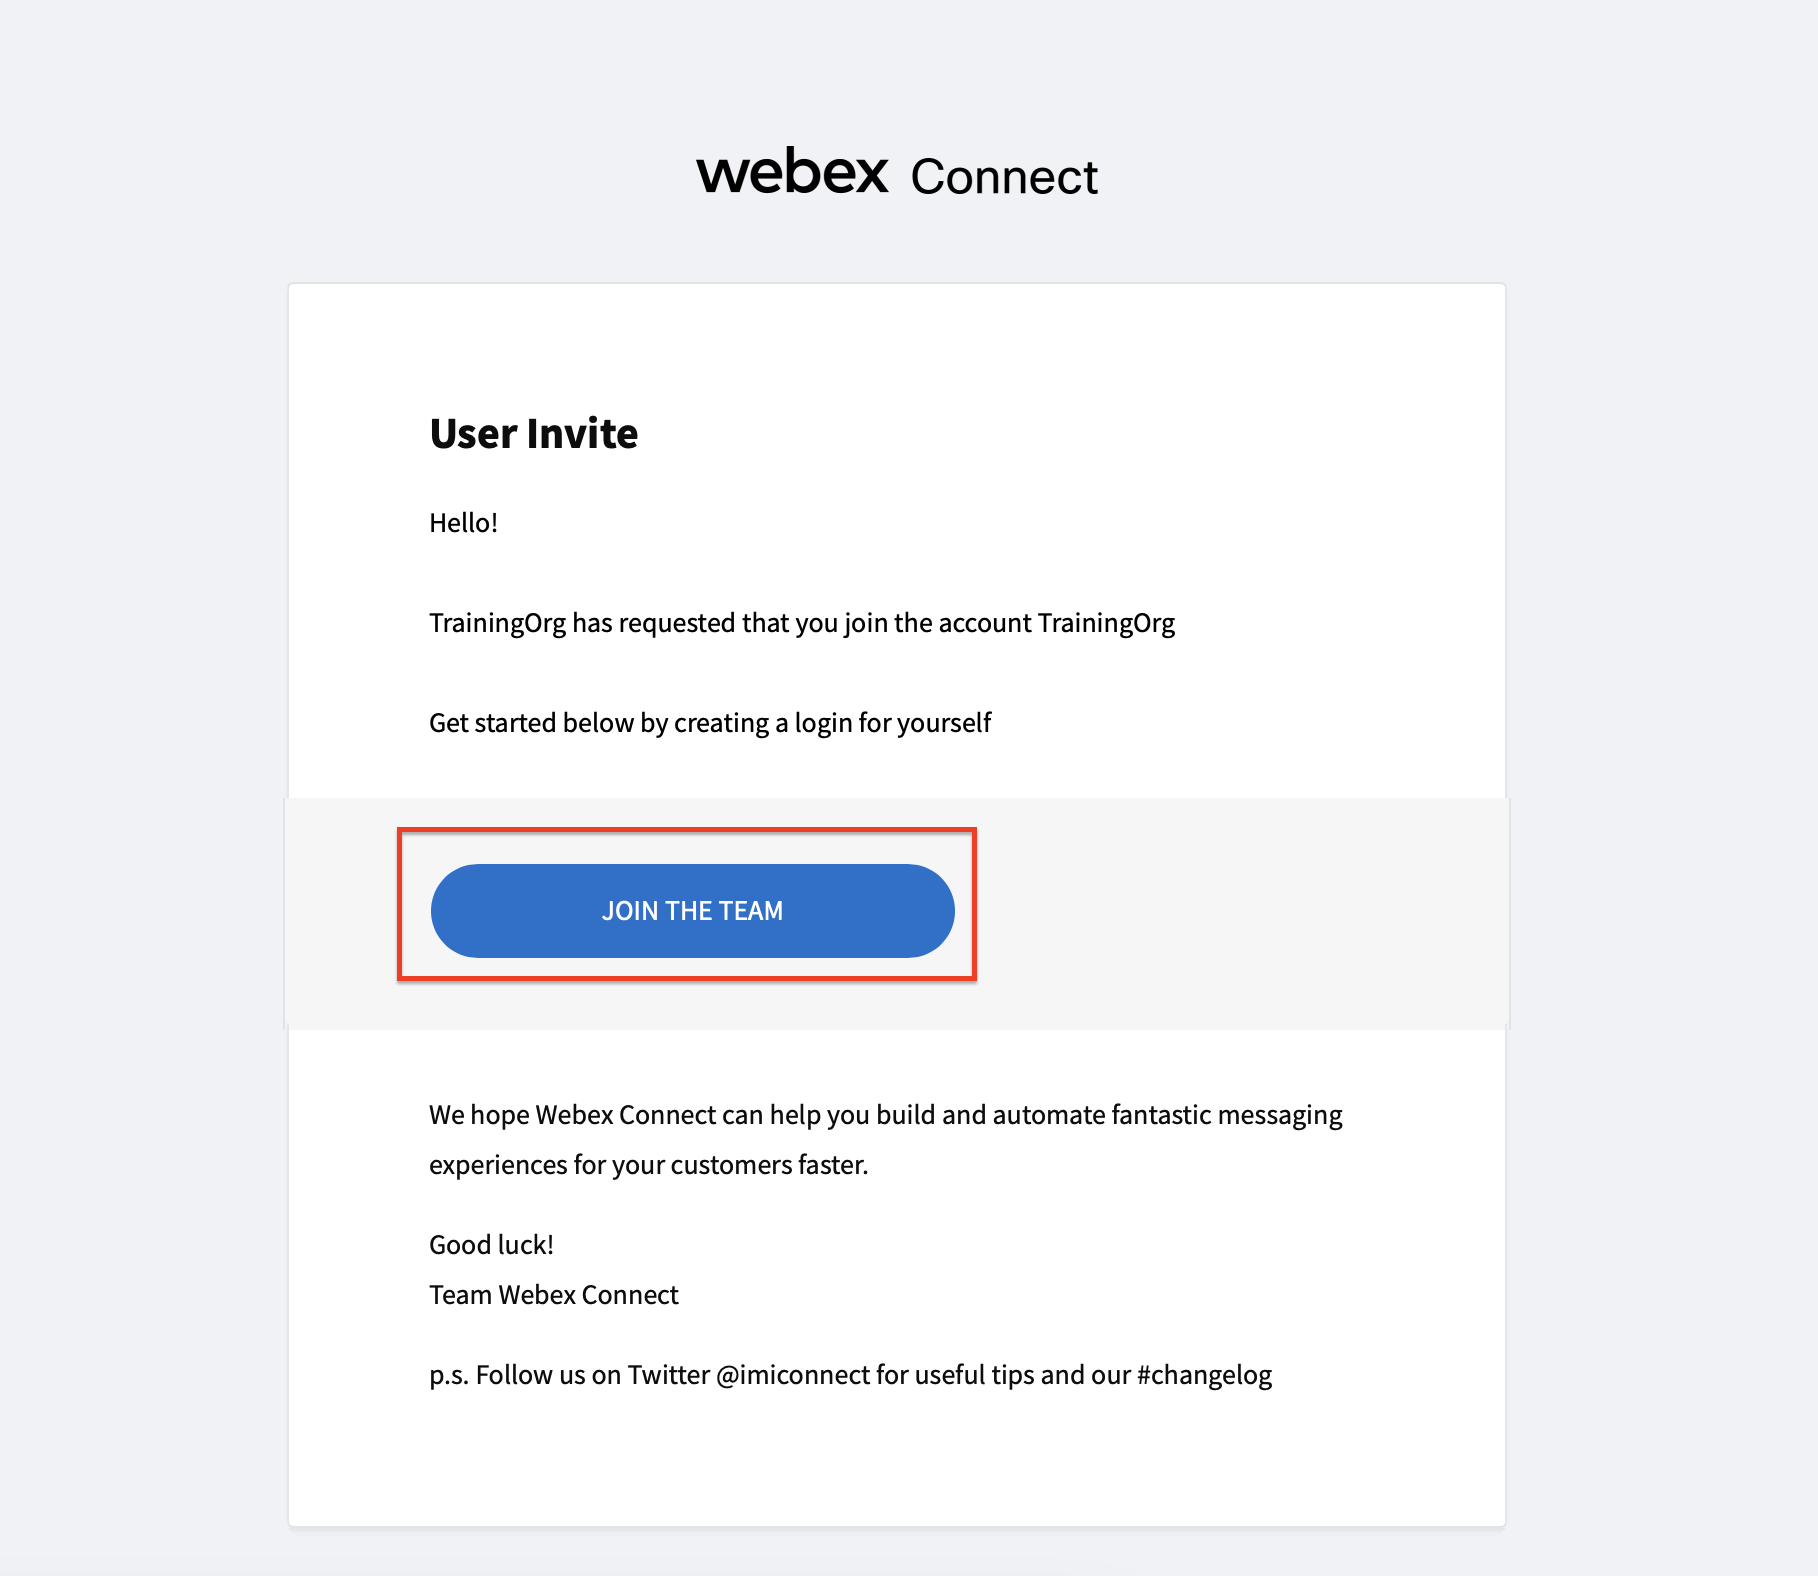 webex Connect
User Invite
Hello!
TrainingOrg has requested that you join the account TrainingOrg
Get started below by creating a login for yourself
JOIN THE TEAM
We hope Webex Connect can help you build and automate fantastic messaging
experiences for your customers faster.
Good luck!
Team Webex Connect
p.s. Follow us on Twitter @imiconnect for useful tips and our #changelog